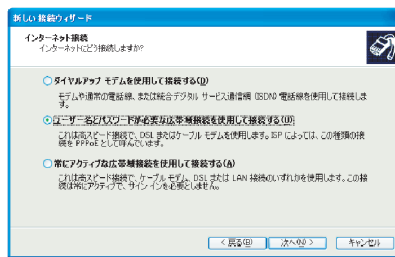 新しい接続ウィザード
インターネット接続
インターネットにどう接続しますか?
ダイヤルアップ モデムを使用して接続する(D)
モデムや通常の電話線、または統合デジタル サービス通信網 (ISDN) 電話線を使用して接続しま
す。
ユーザー名とパスワードが必要な広帯域接続を使用して接続する(U)
これは高スピード接続で、DSL またはケーブル モデムを使用します。ISP によっては、この種類の接
続を PPPoE として呼んでいます。
常にアクティブな広帯域接続を使用して接続する(A)
これは高スピード接続で、ケーブル モデム、DSL または LAN 接続のいずれかを使用します。この接
続は常にアクティブで、サインインを必要としません。
< 戻る(B)
次へ(N) >
キャンセル